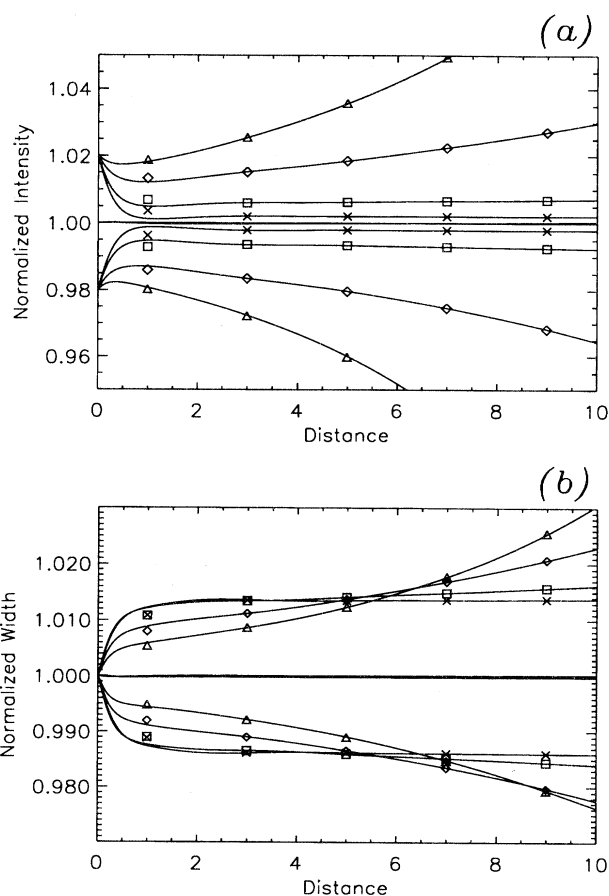 (a)
1.04
1.02
1.00
0.98
0.96
Normalized Intensity
0 2 4 6 8 10
Distance
(b)
1.020
1.010
1.000
0.990
0.980
Normalized Width
0 2 4 6 8 10
Distance